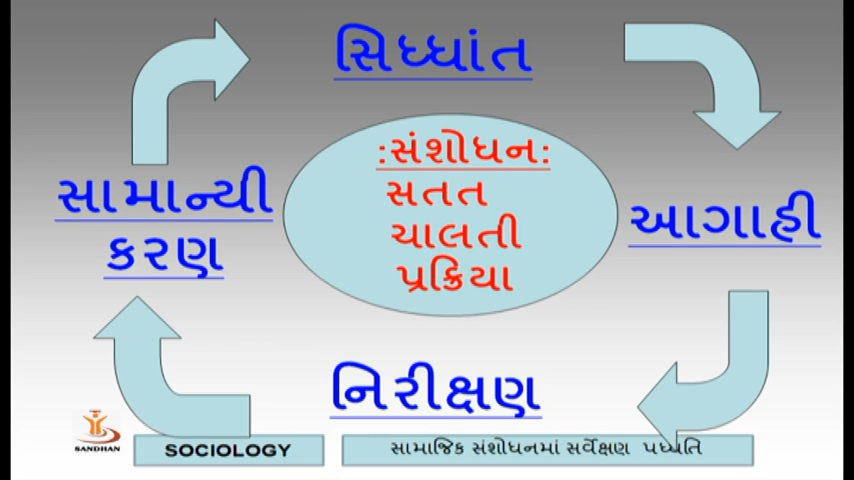 સિધ્ધાંત
:સંશોધન:
સતત
ચાલતી
પ્રક્રિયા
સામાન્યી
કરણ
આગાહી
નિરીક્ષણ
SANDHAN
SOCIOLOGY
સામાજિક સંશોધનમાં સર્વેક્ષણ પધ્ધતિ